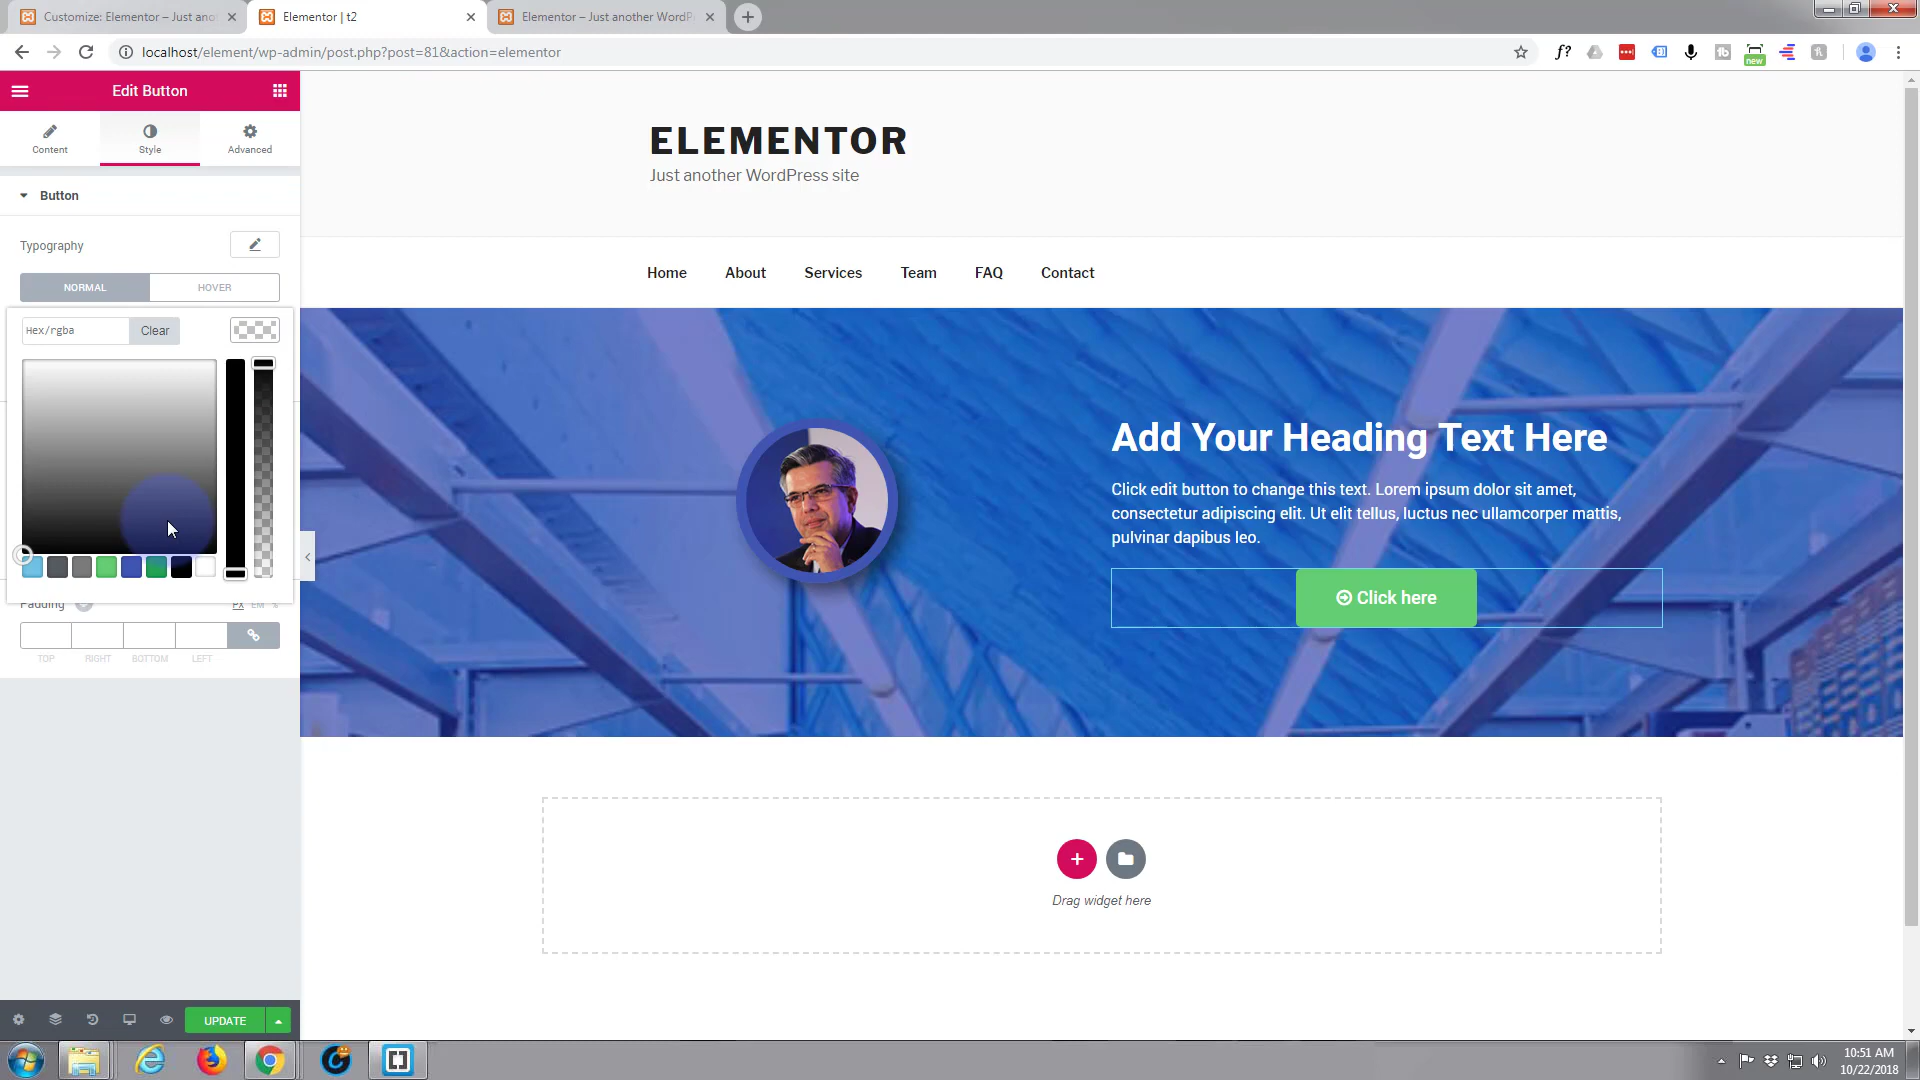 Customize: Elementor – Just ano
Elementor | t2
Elementor – Just another WordP
localhost/element/wp-admin/post.php?post=81&action=elementor
f?
new
Edit Button
Content
Style
Advanced
Button
Typography
NORMAL
HOVER
Hex/rgba
Clear
Padding
PX
EM
%
TOP
RIGHT
BOTTOM
LEFT
UPDATE
ELEMENTOR
Just another WordPress site
Home
About
Services
Team
FAQ
Contact
Add Your Heading Text Here
Click edit button to change this text. Lorem ipsum dolor sit amet,
consectetur adipiscing elit. Ut elit tellus, luctus nec ullamcorper mattis,
pulvinar dapibus leo.
Click here
Drag widget here
10:51 AM
10/22/2018